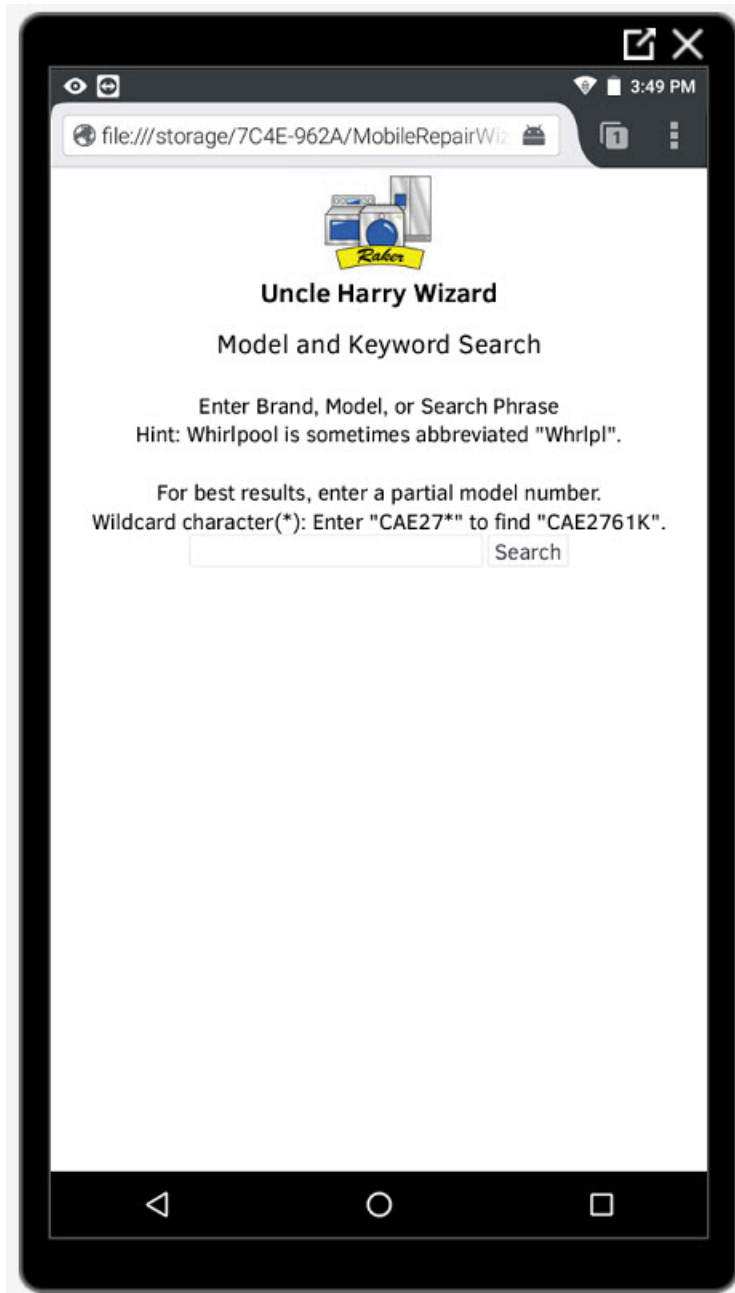 3:49 PM
file:///storage/7C4E-962A/MobileRepairWiz
1
Raker
Uncle Harry Wizard
Model and Keyword Search
Enter Brand, Model, or Search Phrase
Hint: Whirlpool is sometimes abbreviated "Whrlpl".
For best results, enter a partial model number.
Wildcard character(*): Enter "CAE27*" to find "CAE2761K".
Search